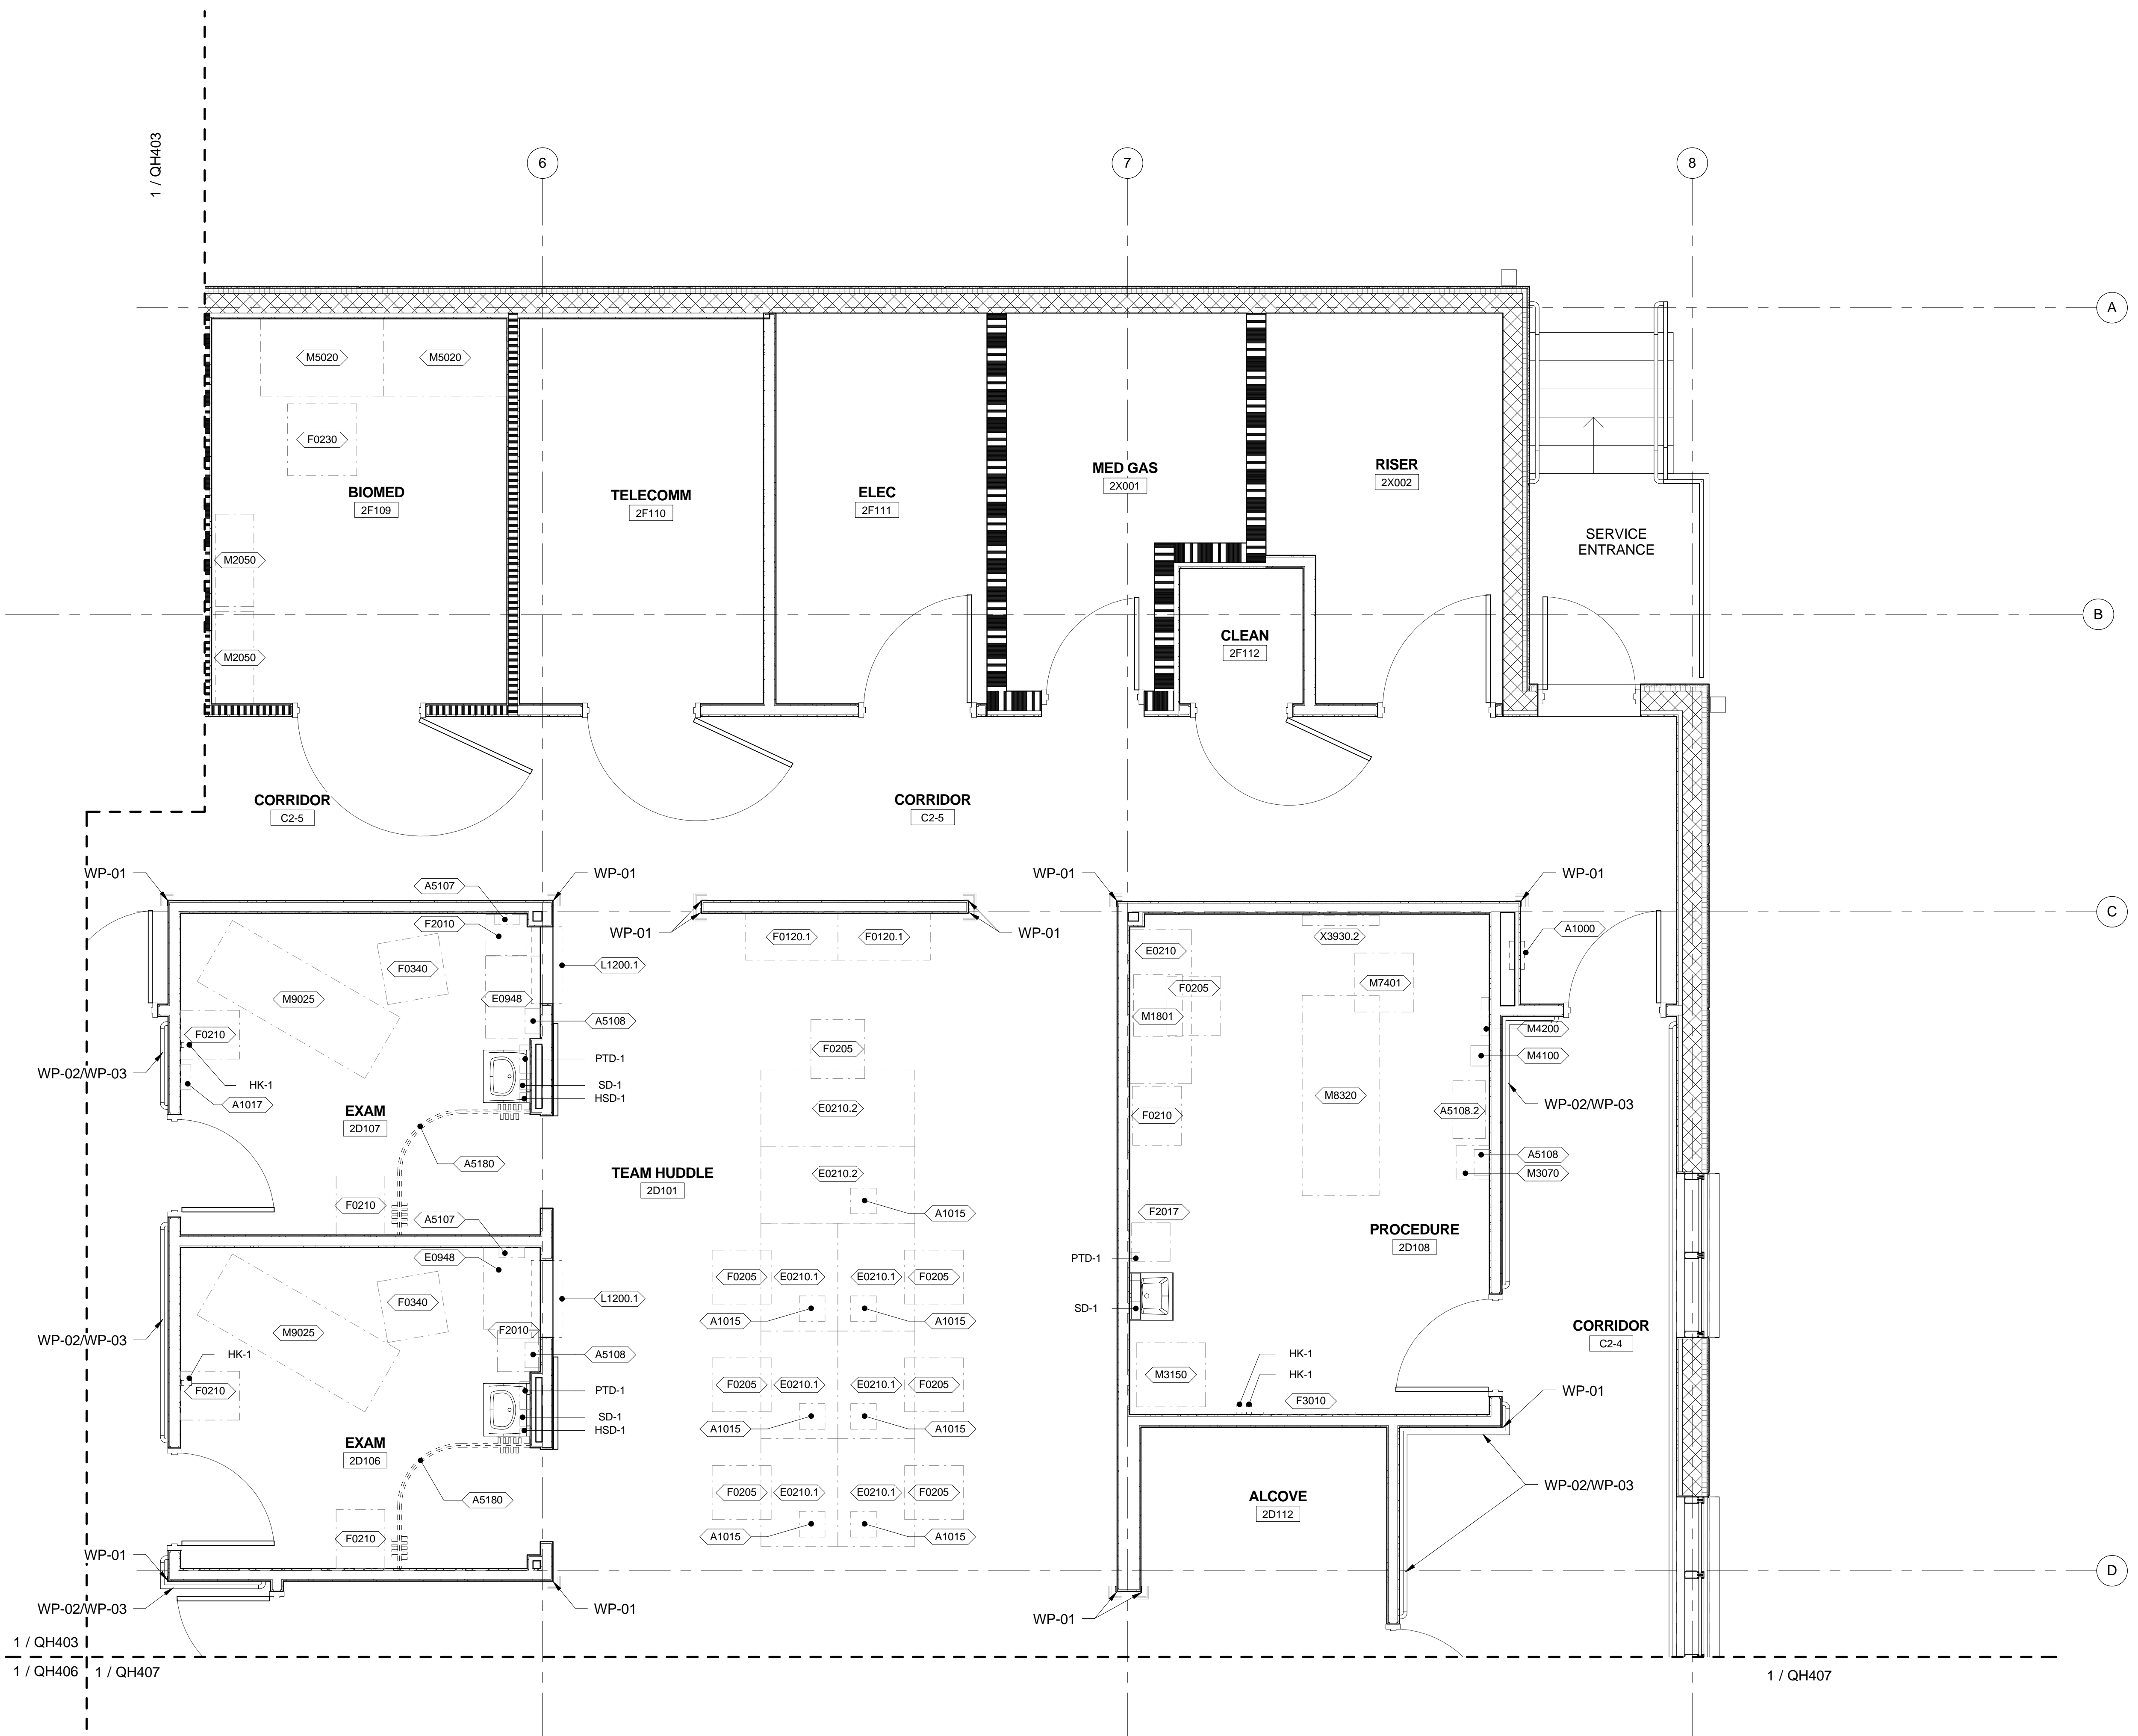 1 / QH403
6
7
8
A
M5020
M5020
F0230
BIOMED
2F109
TELECOMM
2F110
ELEC
2F111
MED GAS
2X001
RISER
2X002
SERVICE
ENTRANCE
M2050
M2050
B
CLEAN
2F112
CORRIDOR
C2-5
CORRIDOR
C2-5
WP-01
A5107
WP-01
WP-01
WP-01
C
F2010
WP-01
F0120.1
F0120.1
WP-01
E0210
X3930.2
A1000
F0340
L1200.1
M9025
E0948
F0205
M7401
M1801
F0210
A5108
M4200
F0205
PTD-1
M4100
WP-02/WP-03
HK-1
SD-1
A1017
HSD-1
M8320
WP-02/WP-03
EXAM
2D107
E0210.2
F0210
A5108.2
A5180
TEAM HUDDLE
2D101
E0210.2
A5108
M3070
F0210
A5107
A1015
F2017
PROCEDURE
2D108
E0948
PTD-1
F0205
E0210.1
E0210.1
F0205
F0340
L1200.1
SD-1
A1015
A1015
M9025
F2010
WP-02/WP-03
CORRIDOR
C2-4
HK-1
A5108
HK-1
F0210
PTD-1
F0205
E0210.1
E0210.1
F0205
M3150
HK-1
F3010
WP-01
SD-1
HSD-1
A1015
A1015
EXAM
2D106
A5180
F0205
E0210.1
E0210.1
F0205
ALCOVE
2D112
WP-02/WP-03
F0210
A1015
A1015
WP-01
D
WP-02/WP-03
WP-01
WP-01
1 / QH403
1 / QH406
1 / QH407
1 / QH407